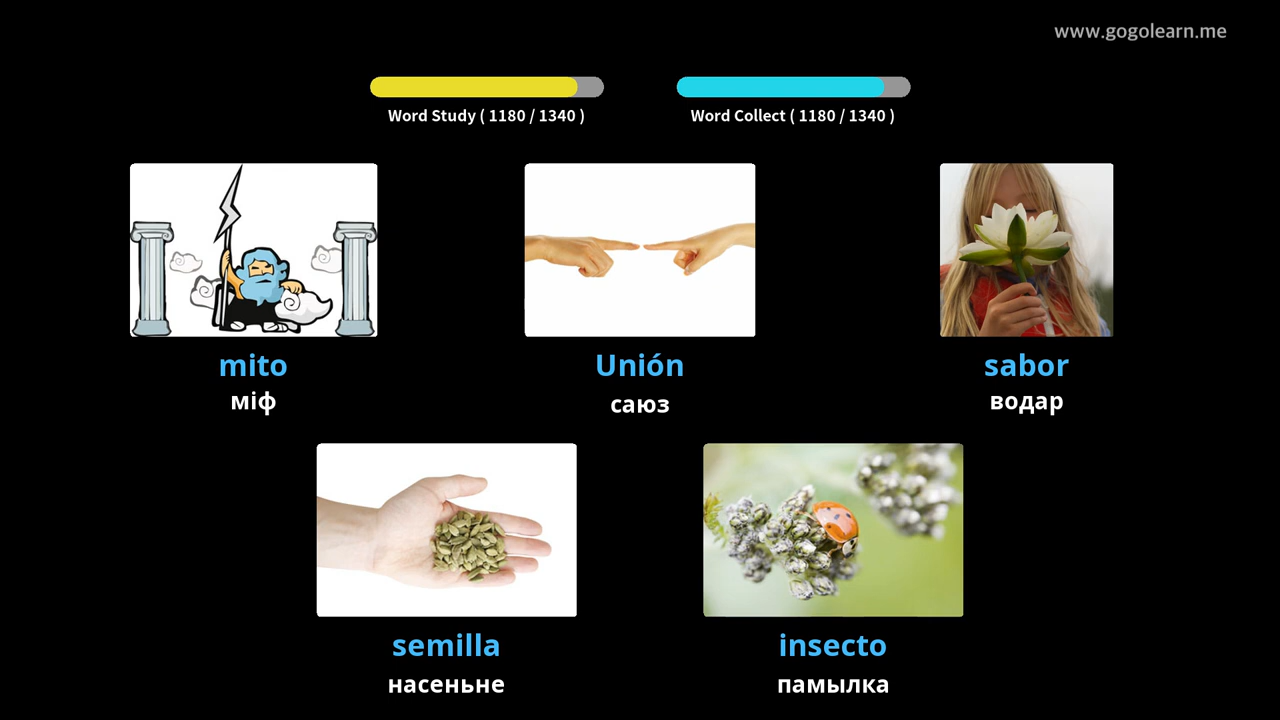 www.gogolearn.me
Word Study ( 1180 / 1340 )
Word Collect ( 1180 / 1340 )
mito
міф
Unión
саюз
sabor
водар
semilla
насеньне
insecto
памылка